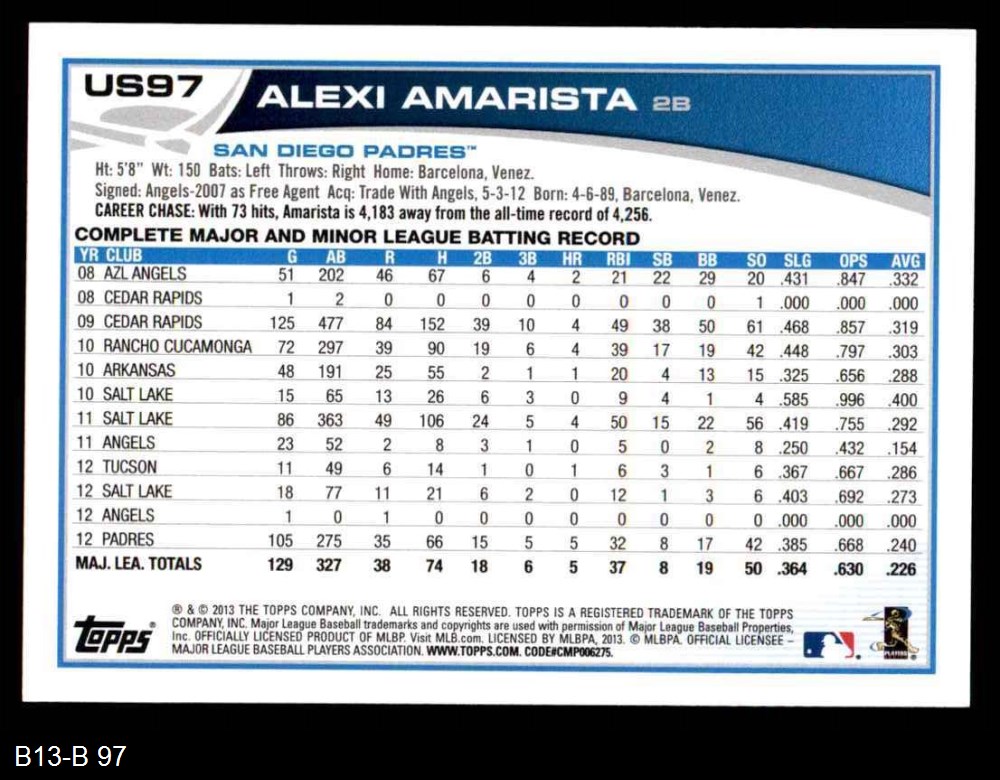 US97
ALEXI AMARISTA 2B
SAN DIEGO PADRES™
Ht: 5'8" Wt: 150 Bats: Left Throws: Right Home: Barcelona, Venez.
Signed: Angels-2007 as Free Agent Acq: Trade With Angels, 5-3-12 Born: 4-6-89, Barcelona, Venez.
CAREER CHASE: With 73 hits, Amarista is 4,183 away from the all-time record of 4,256.
COMPLETE MAJOR AND MINOR LEAGUE BATTING RECORD
YR CLUB G AB R H 2B 3B HR RBI SB BB SO SLG OPS AVG
08 AZL ANGELS 51 202 46 67 6 4 2 21 22 29 20 .431 .847 .332
08 CEDAR RAPIDS 1 2 0 0 0 0 0 0 0 0 1 .000 .000 .000
09 CEDAR RAPIDS 125 477 84 152 39 10 4 49 38 50 61 .468 .857 .319
10 RANCHO CUCAMONGA 72 297 39 90 19 6 4 39 17 19 42 .448 .797 .303
10 ARKANSAS 48 191 25 55 2 1 1 20 4 13 15 .325 .656 .288
10 SALT LAKE 15 65 13 26 6 3 0 9 4 1 4 .585 .996 .400
11 SALT LAKE 86 363 49 106 24 5 4 50 15 22 56 .419 .755 .292
11 ANGELS 23 52 2 8 3 1 0 5 0 2 8 .250 .432 .154
12 TUCSON 11 49 6 14 1 0 1 6 3 1 6 .367 .667 .286
12 SALT LAKE 18 77 11 21 6 2 0 12 1 3 6 .403 .692 .273
12 ANGELS 1 0 1 0 0 0 0 0 0 0 0 .000 .000 .000
12 PADRES 105 275 35 66 15 5 5 32 8 17 42 .385 .668 .240
MAJ. LEA. TOTALS 129 327 38 74 18 6 5 37 8 19 50 .364 .630 .226
topps®
® & © 2013 THE TOPPS COMPANY, INC. ALL RIGHTS RESERVED. TOPPS IS A REGISTERED TRADEMARK OF THE TOPPS
COMPANY, INC. Major League Baseball trademarks and copyrights are used with permission of Major League Baseball Properties,
Inc. OFFICIALLY LICENSED PRODUCT OF MLBP. Visit MLB.com. LICENSED BY MLBPA, 2013. © MLBPA. OFFICIAL LICENSEE –
MAJOR LEAGUE BASEBALL PLAYERS ASSOCIATION. WWW.TOPPS.COM. CODE#CMP006275.
PLAYERS
B13-B 97